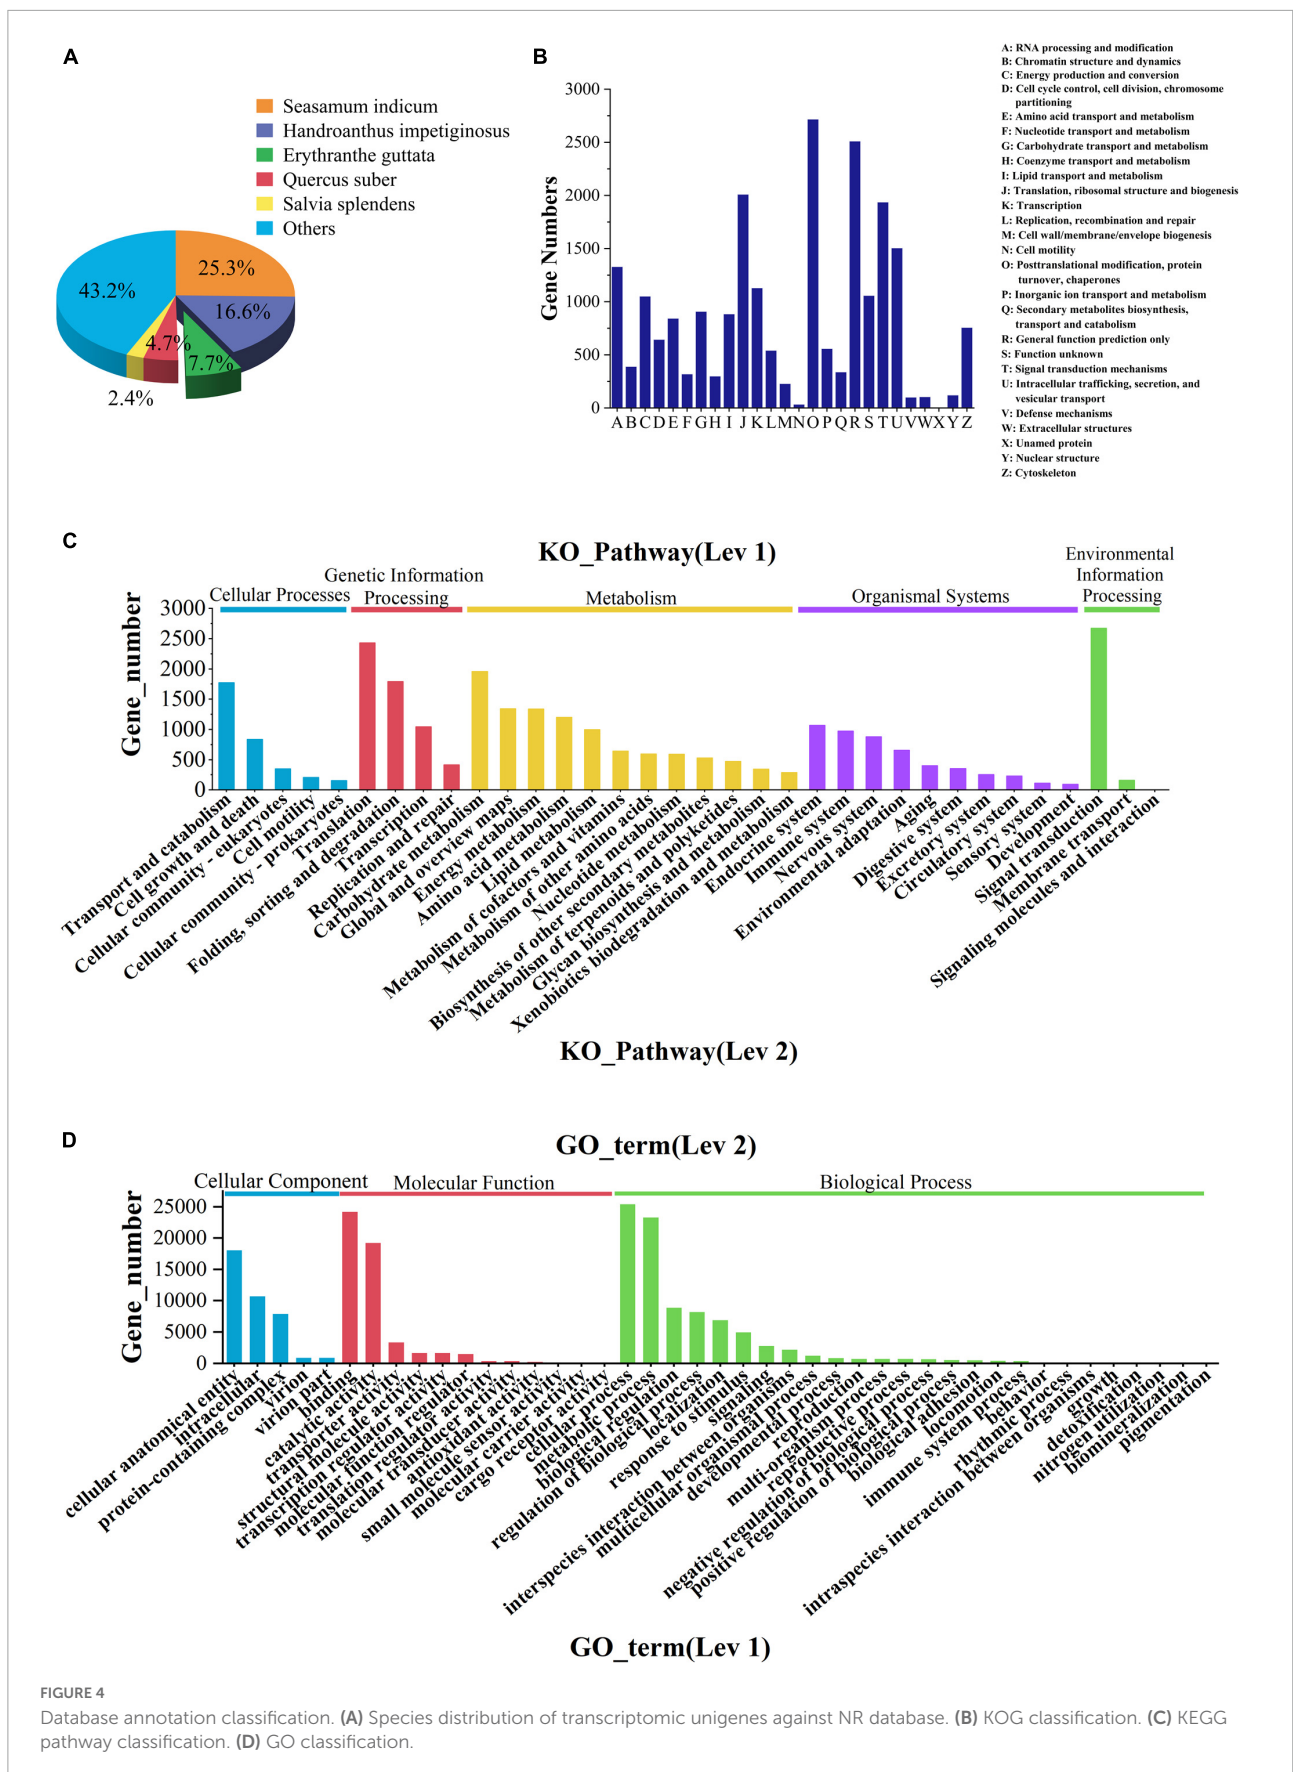 A
Seasamum indicum
Handroanthus impetiginosus
Erythranthe guttata
Quercus suber
Salvia splendens
Others
25.3%
43.2%
16.6%
4.7%
7.7%
2.4%
B
Gene Numbers
3000
2500
2000
1500
1000
500
0
A B C D E F G H I J K L M N O P Q R S T U V W X Y Z
A: RNA processing and modification
B: Chromatin structure and dynamics
C: Energy production and conversion
D: Cell cycle control, cell division, chromosome
partitioning
E: Amino acid transport and metabolism
F: Nucleotide transport and metabolism
G: Carbohydrate transport and metabolism
H: Coenzyme transport and metabolism
I: Lipid transport and metabolism
J: Translation, ribosomal structure and biogenesis
K: Transcription
L: Replication, recombination and repair
M: Cell wall/membrane/envelope biogenesis
N: Cell motility
O: Posttranslational modification, protein
turnover, chaperones
P: Inorganic ion transport and metabolism
Q: Secondary metabolites biosynthesis,
transport and catabolism
R: General function prediction only
S: Function unknown
T: Signal transduction mechanisms
U: Intracellular trafficking, secretion, and
vesicular transport
V: Defense mechanisms
W: Extracellular structures
X: Unamed protein
Y: Nuclear structure
Z: Cytoskeleton
C
KO_Pathway(Lev 1)
Cellular Processes
Genetic Information
Processing
Metabolism
Organismal Systems
Environmental
Information
Processing
Gene_number
3000
2500
2000
1500
1000
500
0
Transport and catabolism
Cell growth and death
Cellular community - eukaryotes
Cell motility
Cellular community - prokaryotes
Translation
Folding, sorting and degradation
Transcription
Replication and repair
Carbohydrate metabolism
Global and overview maps
Energy metabolism
Amino acid metabolism
Lipid metabolism
Metabolism of cofactors and vitamins
Metabolism of other amino acids
Nucleotide metabolism
Biosynthesis of other secondary metabolites
Metabolism of terpenoids and polyketides
Glycan biosynthesis and metabolism
Xenobiotics biodegradation and metabolism
Endocrine system
Immune system
Nervous system
Environmental adaptation
Aging
Digestive system
Excretory system
Circulatory system
Sensory system
Development
Signal transduction
Membrane transport
Signaling molecules and interaction
KO_Pathway(Lev 2)
D
GO_term(Lev 2)
Cellular Component
Molecular Function
Biological Process
Gene_number
25000
20000
15000
10000
5000
0
cellular anatomical entity
intracellular
protein-containing complex
virion
virion part
binding
catalytic activity
transporter activity
structural molecule activity
transcription regulator activity
molecular function regulator
translation regulator activity
molecular transducer activity
antioxidant activity
small molecule sensor activity
molecular carrier activity
cargo receptor activity
cellular process
metabolic process
biological regulation
regulation of biological process
localization
response to stimulus
signaling
interspecies interaction between organisms
multicellular organismal process
developmental process
reproduction
multi-organism process
reproductive process
negative regulation of biological process
positive regulation of biological process
biological adhesion
locomotion
immune system process
behavior
rhythmic process
intraspecies interaction between organisms
growth
detoxification
nitrogen utilization
biomineralization
pigmentation
GO_term(Lev 1)
FIGURE 4
Database annotation classification. (A) Species distribution of transcriptomic unigenes against NR database. (B) KOG classification. (C) KEGG
pathway classification. (D) GO classification.